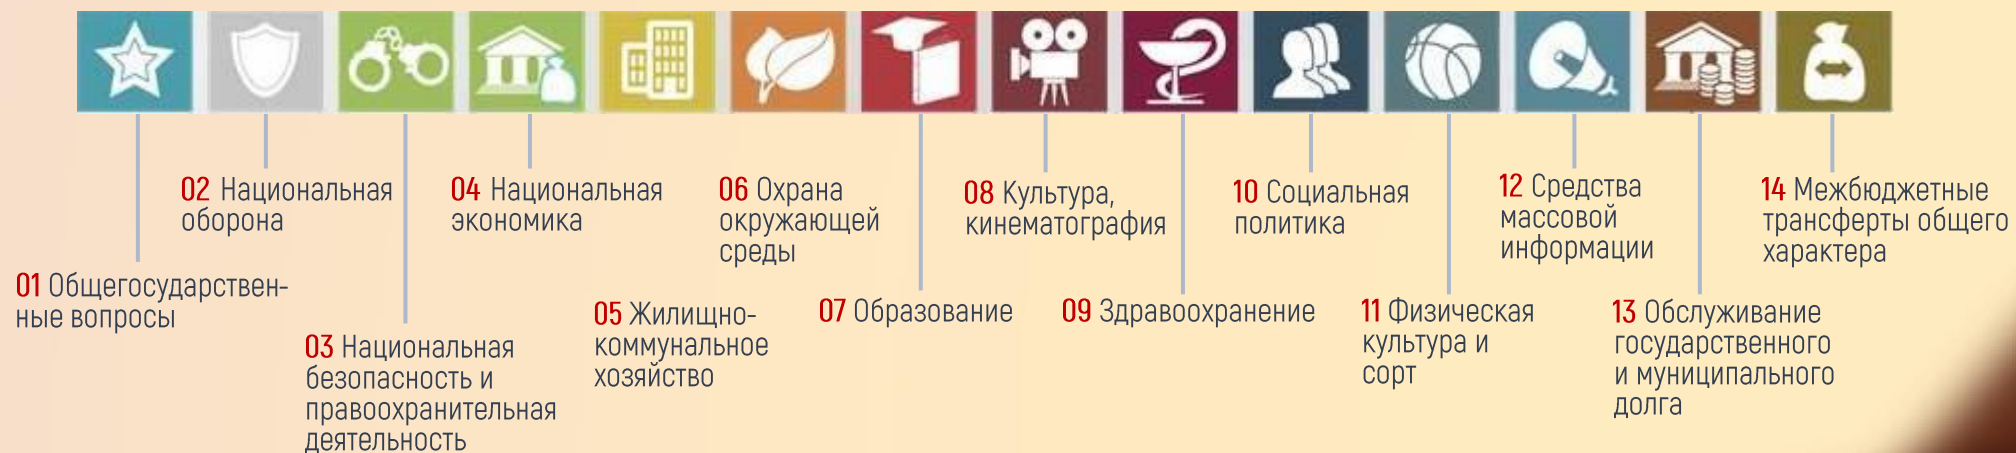 01 Общегосударствен-
ные вопросы
02 Национальная
оборона
03 Национальная
безопасность и
правоохранительная
деятельность
04 Национальная
экономика
05 Жилищно-
коммунальное
хозяйство
06 Охрана
окружающей
среды
07 Образование
08 Культура,
кинематография
09 Здравоохранение
10 Социальная
политика
11 Физическая
культура и
сорт
12 Средства
массовой
информации
13 Обслуживание
государственного
и муниципального
долга
14 Межбюджетные
трансферты общего
характера